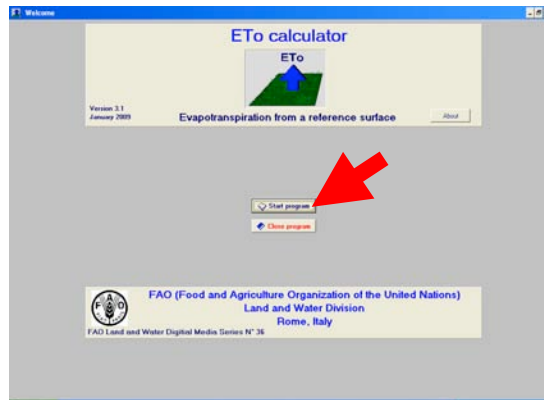 Welcome
ETo calculator
ETo
Version 3.1
January 2009
Evapotranspiration from a reference surface
About
Start program
Close program
FAO (Food and Agriculture Organization of the United Nations)
Land and Water Division
Rome, Italy
FAO Land and Water Digitial Media Series N° 36